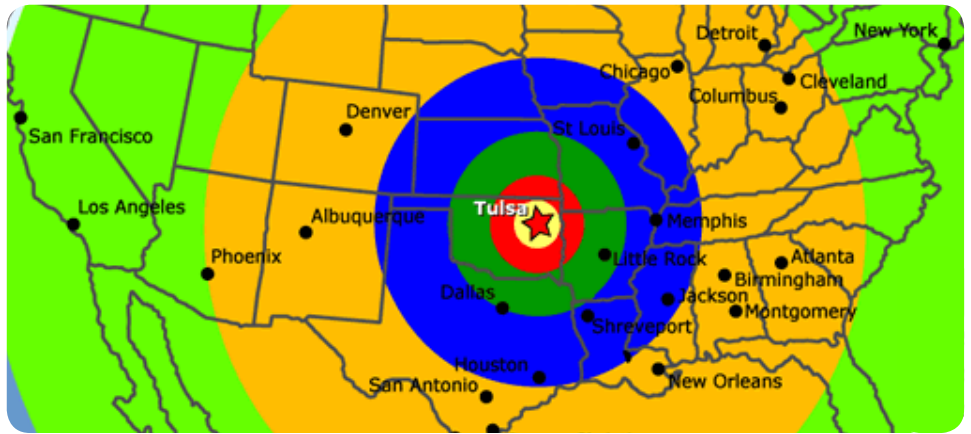 New York
Detroit
Chicago
Cleveland
Columbus
Denver
St Louis
San Francisco
Los Angeles
Tulsa
Albuquerque
Memphis
Phoenix
Little Rock
Atlanta
Birmingham
Dallas
Jackson
Montgomery
Shreveport
Houston
San Antonio
New Orleans